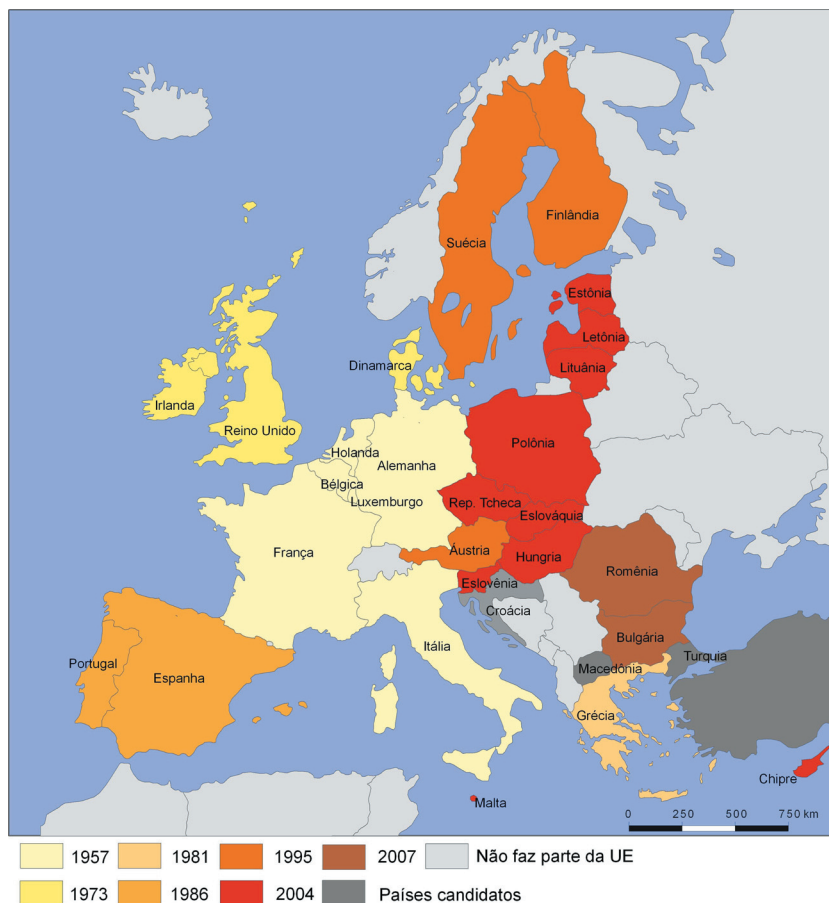 Finlândia
Suécia
Estônia
Letônia
Lituânia
Dinamarca
Irlanda
Reino Unido
Holanda
Polônia
Alemanha
Bélgica
Luxemburgo
Rep. Tcheca
Eslováquia
Áustria
Hungria
França
Romênia
Eslovênia
Croácia
Bulgária
Itália
Portugal
Espanha
Turquia
Macedônia
Grécia
Chipre
Malta
0 250 500 750 km
1957 1981 1995 2007 Não faz parte da UE
1973 1986 2004 Países candidatos